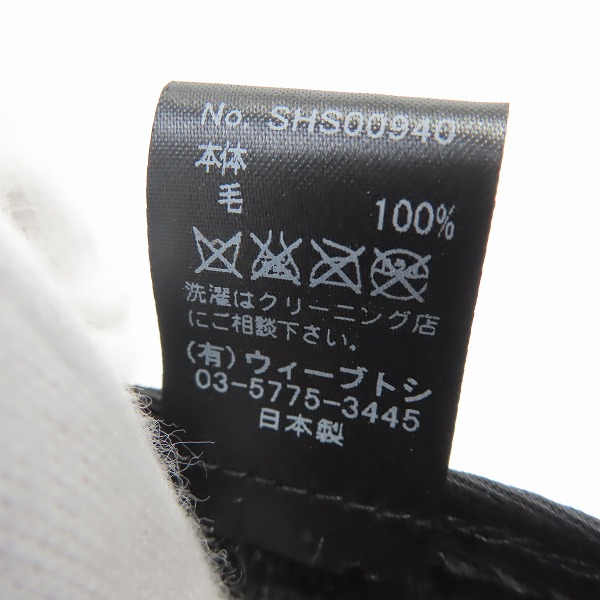 No. SHS00940
本体
毛 100%
洗濯はクリーニング店
にご相談下さい。
(有)ウィーブトシ
03-5775-3445
日本製